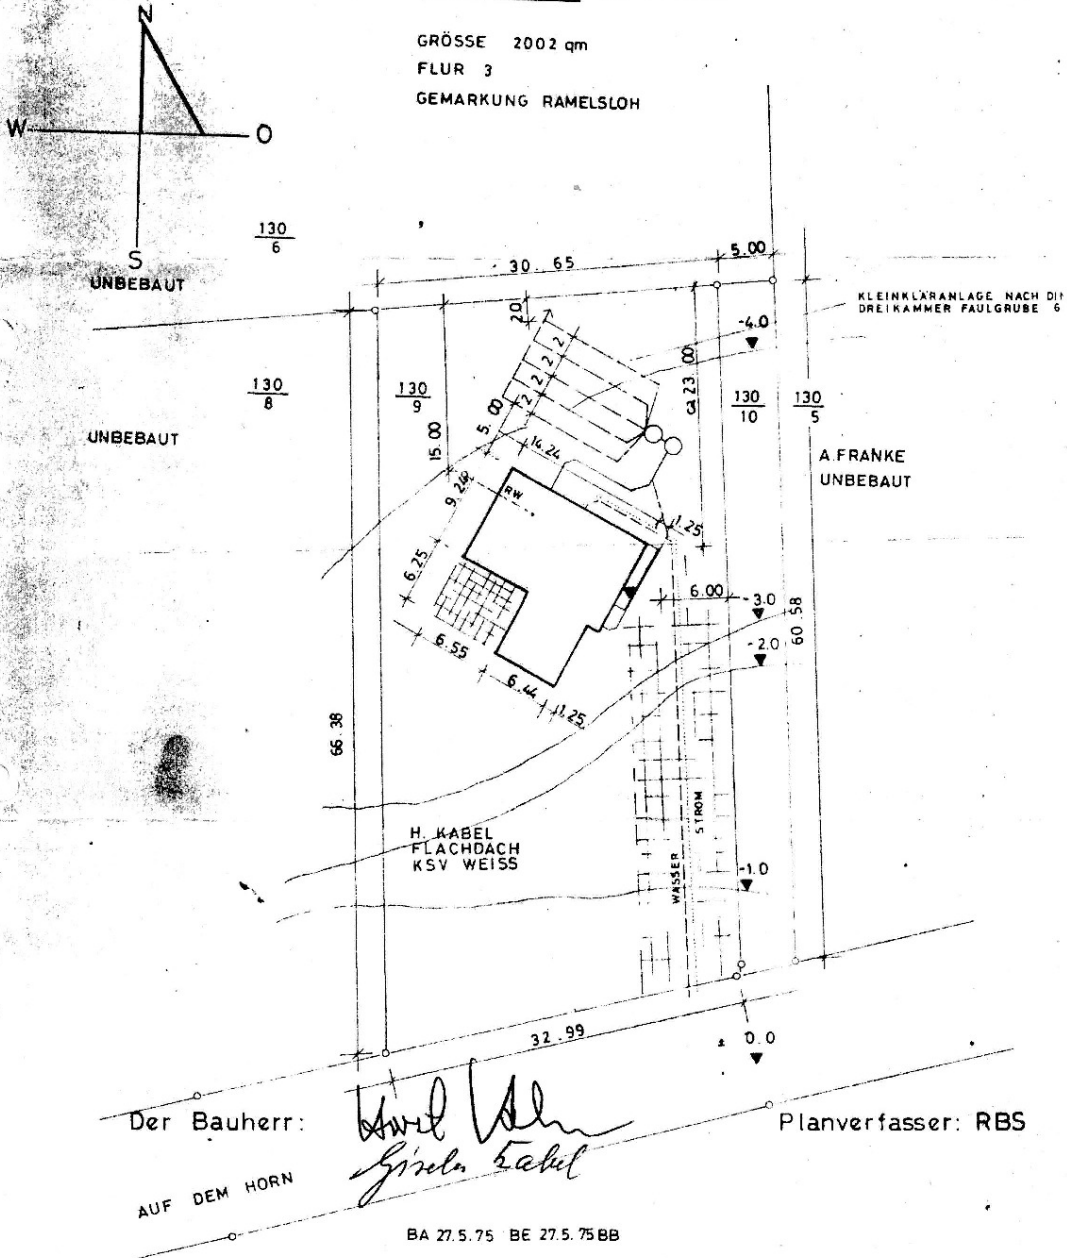 N
W O
S
GRÖSSE 2002 qm
FLUR 3
GEMARKUNG RAMELSLOH
130
6
UNBEBAUT
30.65
5.00
KLEINKLÄRANLAGE NACH DI
DREIKAMMER FAULGRUBE 6
2.0
-4.0
2
2
2
2
2
ca 23.00
130
8
130
9
130
10
130
5
UNBEBAUT
15.00
5.00
14.24
A.FRANKE
UNBEBAUT
9.24
RW
1.25
6.25
6.00
-3.0
60.58
-2.0
6.55
6.44
1.25
66.38
H. KABEL
FLACHDACH
KSV WEISS
STROM
WASSER
-1.0
32.99
± 0.0
Der Bauherr:
Gisela Kabel
Planverfasser: RBS
AUF DEM HORN
BA 27.5.75 BE 27.5.75 BB